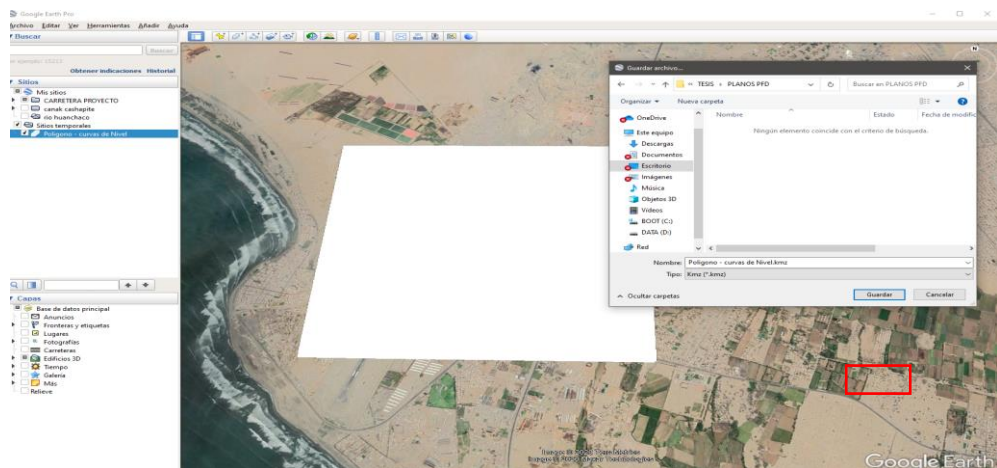 Google Earth Pro
Archivo Editar Ver Herramientas Añadir Ayuda
Buscar
Buscar
Obtener indicaciones Historial
Sitios
Mis sitios
CARRETERA PROYECTO
canak cashapite
rio huanchaco
Sitios temporales
Poligono - curvas de Nivel
Capas
Base de datos principal
Anuncios
Fronteras y etiquetas
Lugares
Fotografías
Carreteras
Edificios 3D
Tiempo
Galería
Más
Relieve
Guardar archivo...
« TESIS > PLANOS PFD
Buscar en PLANOS PFD
Organizar Nueva carpeta
Nombre Estado Fecha de modific
Ningún elemento coincide con el criterio de búsqueda.
OneDrive
Este equipo
Descargas
Documentos
Escritorio
Imágenes
Música
Objetos 3D
Vídeos
BOOT (C:)
DATA (D:)
Red
Nombre: Poligono - curvas de Nivel.kmz
Tipo: Kmz (*.kmz)
Ocultar carpetas
Guardar Cancelar
N
Google Earth